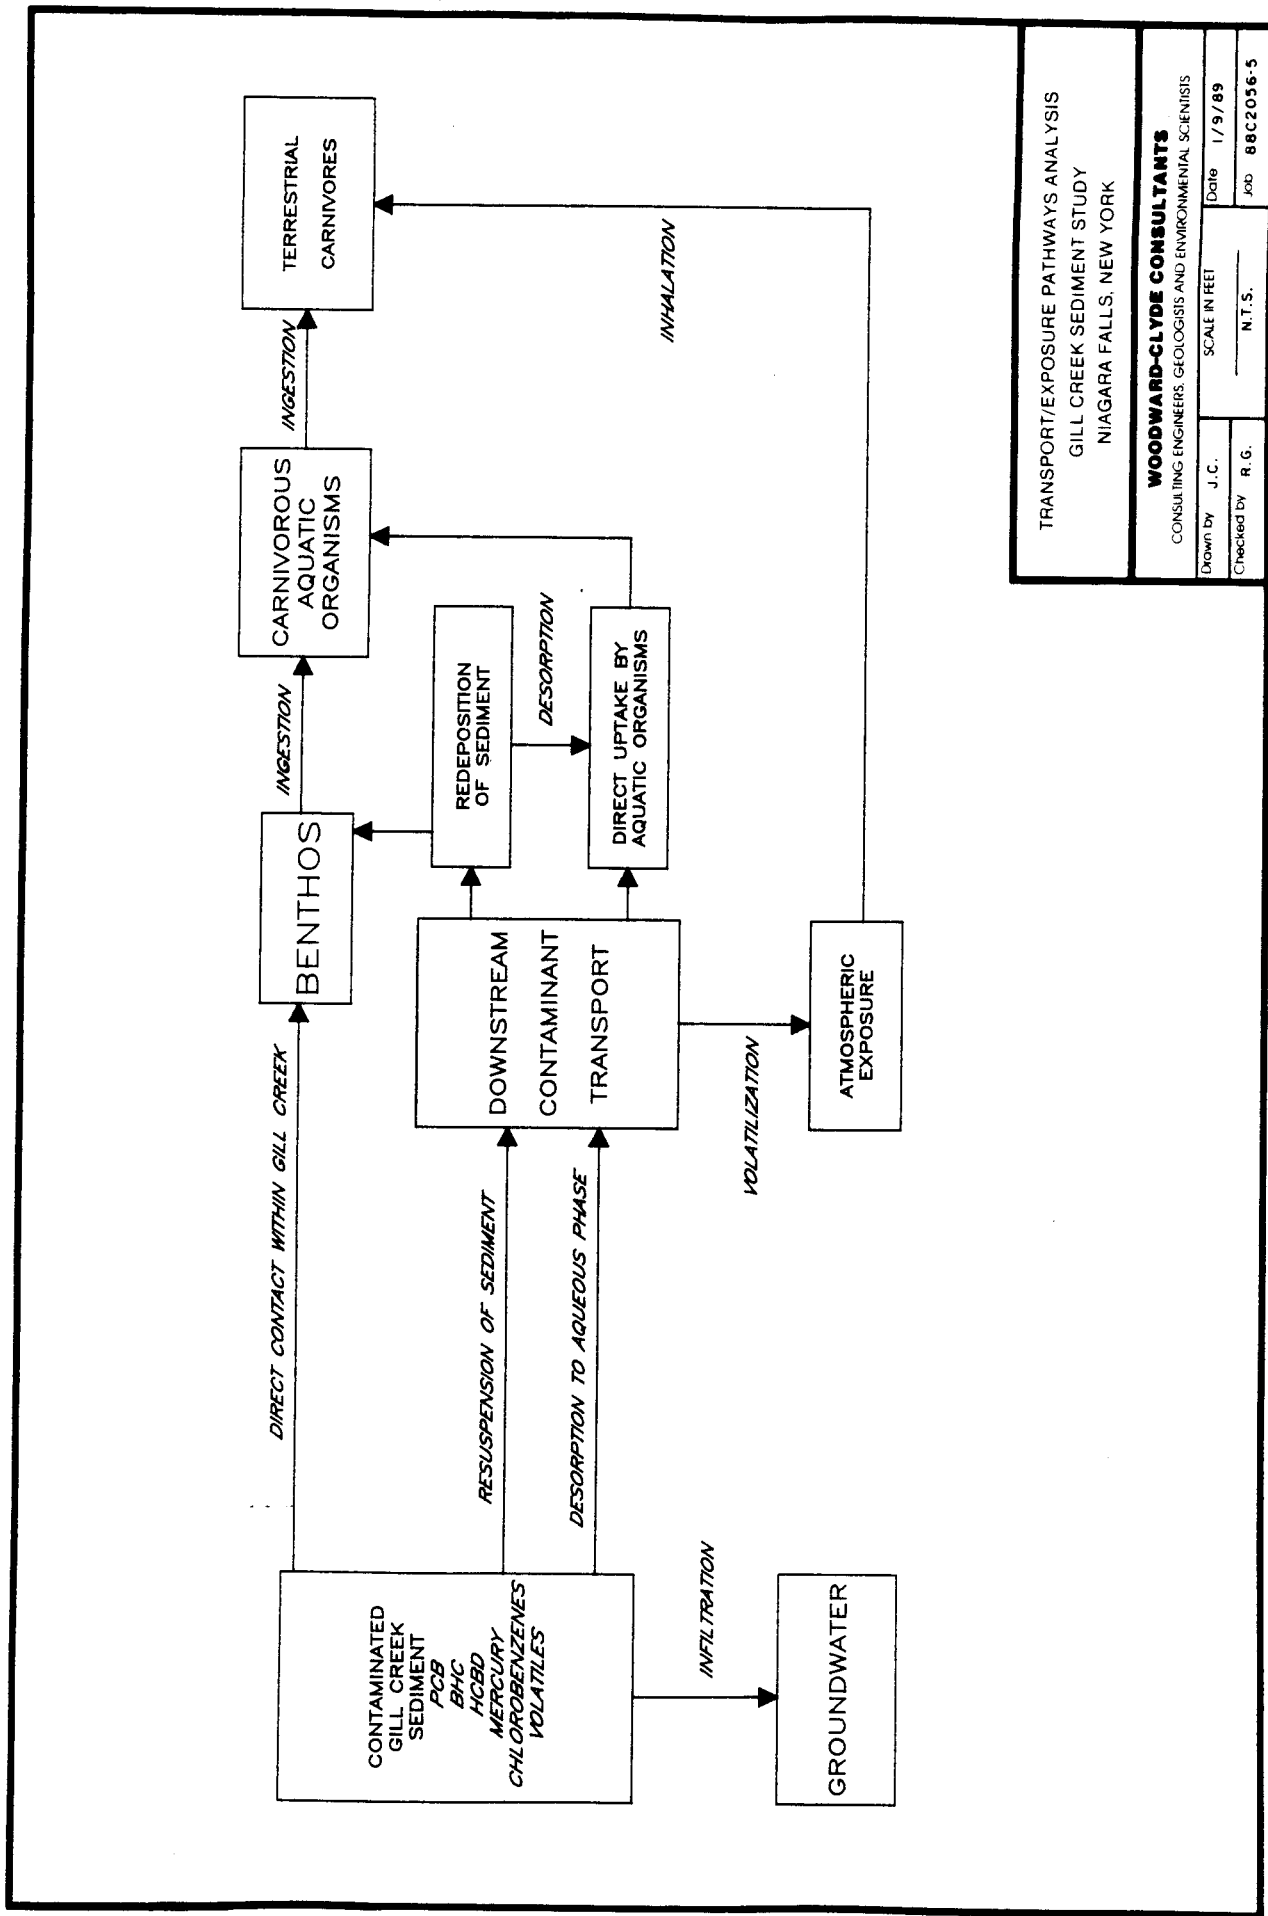 CONTAMINATED
GILL CREEK
SEDIMENT
PCB
BHC
HCBD
MERCURY
CHLOROBENZENES
VOLATILES
DIRECT CONTACT WITHIN GILL CREEK
RESUSPENSION OF SEDIMENT
DESORPTION TO AQUEOUS PHASE
INFILTRATION
GROUNDWATER
BENTHOS
DOWNSTREAM
CONTAMINANT
TRANSPORT
VOLATILIZATION
ATMOSPHERIC
EXPOSURE
INGESTION
REDEPOSITION
OF SEDIMENT
DESORPTION
DIRECT UPTAKE BY
AQUATIC ORGANISMS
CARNIVOROUS
AQUATIC
ORGANISMS
INGESTION
TERRESTRIAL
CARNIVORES
INHALATION
TRANSPORT/EXPOSURE PATHWAYS ANALYSIS
GILL CREEK SEDIMENT STUDY
NIAGARA FALLS, NEW YORK
WOODWARD-CLYDE CONSULTANTS
CONSULTING ENGINEERS, GEOLOGISTS AND ENVIRONMENTAL SCIENTISTS
Drawn by J.C.
SCALE IN FEET
Date 1/9/89
Checked by R.G.
N.T.S.
Job 88C2056-5